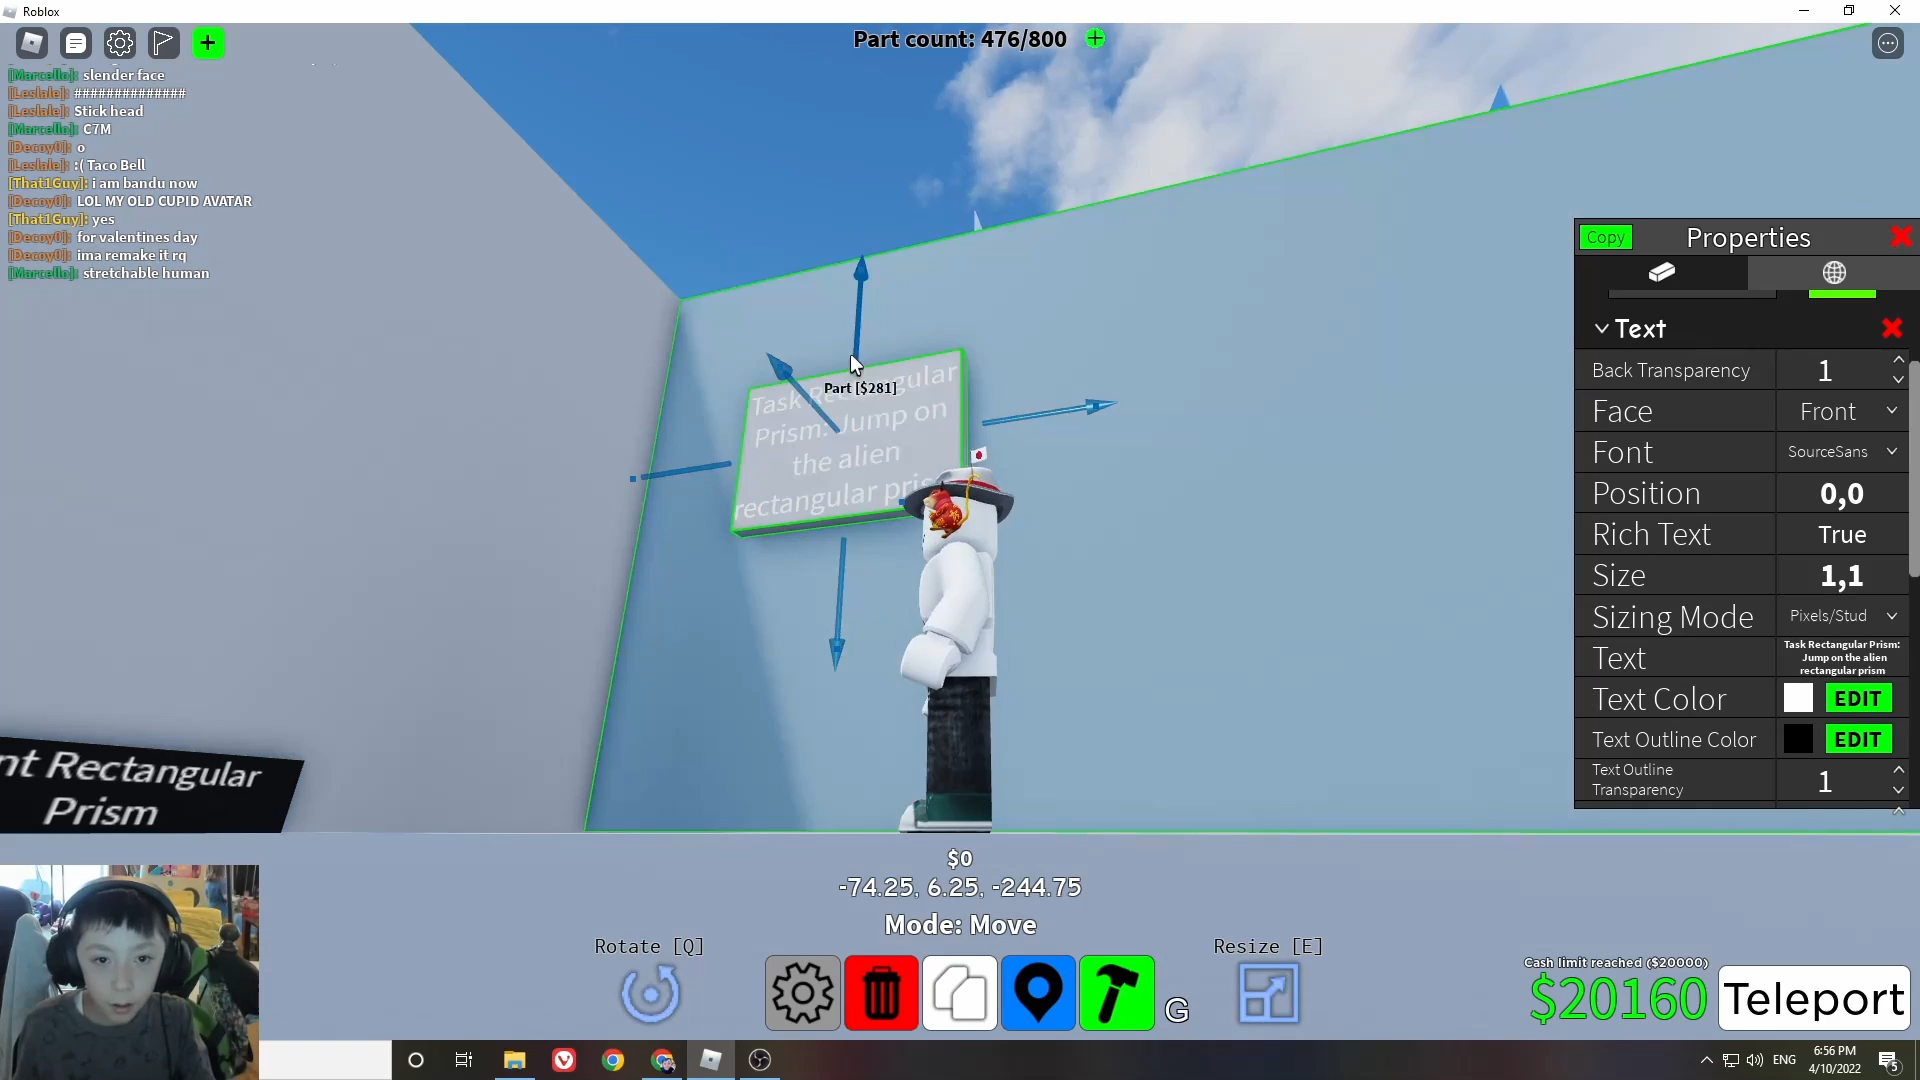 Roblox
Part count: 476/800
[Marcello]: slender face
[Leslale]: ##############
[Leslale]: Stick head
[Marcello]: C7M
[Decoy0]: o
[Leslale]: :( Taco Bell
[That1Guy]: i am bandu now
[Decoy0]: LOL MY OLD CUPID AVATAR
[That1Guy]: yes
[Decoy0]: for valentines day
[Decoy0]: ima remake it rq
[Marcello]: stretchable human
Part [$281]
Task Rectangular
Prism: Jump on
the alien
rectangular prism
nt Rectangular
Prism
Copy
Properties
Text
Back Transparency 1
Face Front
Font SourceSans
Position 0,0
Rich Text True
Size 1,1
Sizing Mode Pixels/Stud
Text Task Rectangular Prism:
Jump on the alien
rectangular prism
Text Color EDIT
Text Outline Color EDIT
Text Outline
Transparency 1
$0
-74.25, 6.25, -244.75
Mode: Move
Rotate [Q]
Resize [E]
G
Cash limit reached ($20000)
$20160
Teleport
ENG
6:56 PM
4/10/2022
5